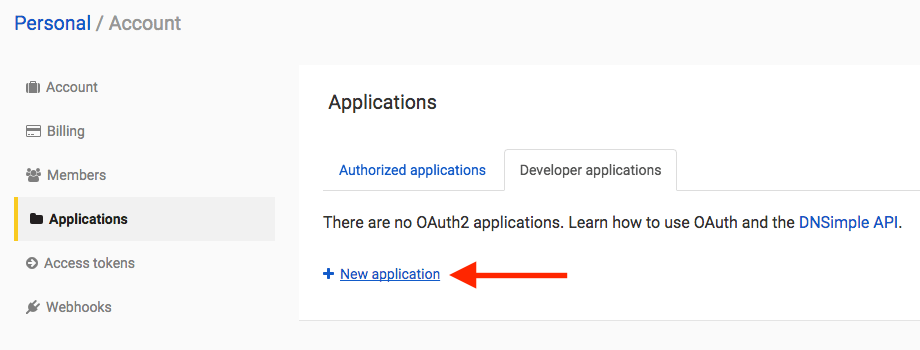 Personal / Account
Account
Billing
Members
Applications
Access tokens
Webhooks
Applications
Authorized applications
Developer applications
There are no OAuth2 applications. Learn how to use OAuth and the DNSimple API.
+ New application